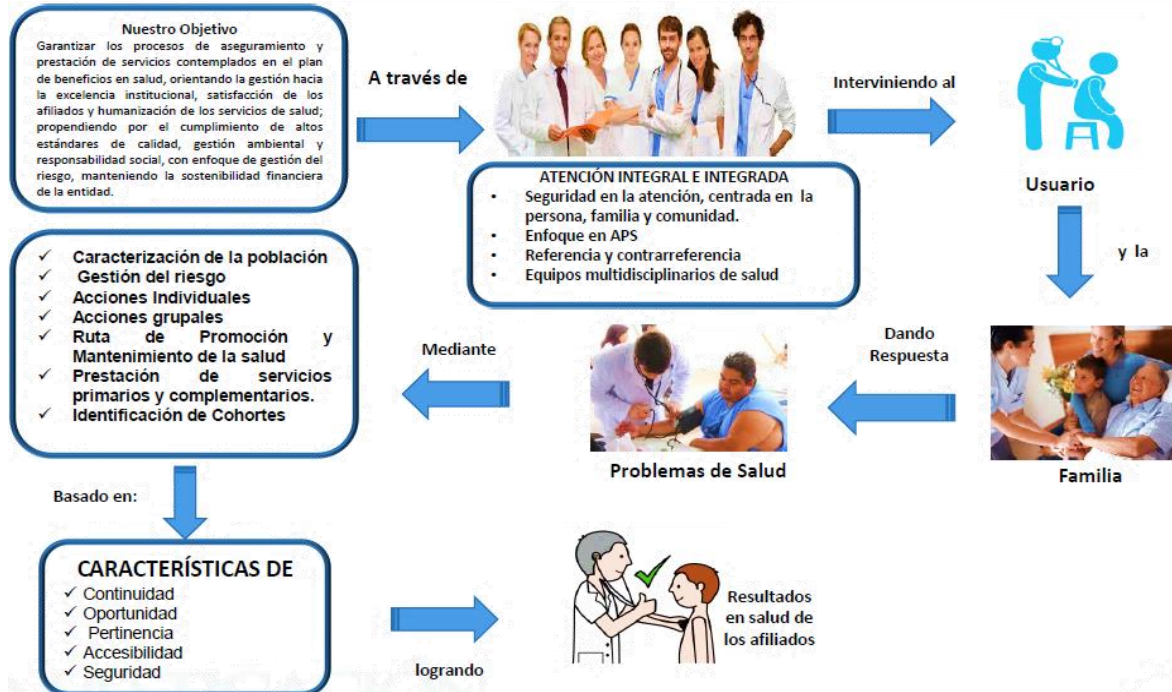 Nuestro Objetivo
Garantizar los procesos de aseguramiento y
prestación de servicios contemplados en el plan
de beneficios en salud, orientando la gestión hacia
la excelencia institucional, satisfacción de los
afiliados y humanización de los servicios de salud;
propendiendo por el cumplimiento de altos
estándares de calidad, gestión ambiental y
responsabilidad social, con enfoque de gestión del
riesgo, manteniendo la sostenibilidad financiera
de la entidad.
A través de
ATENCIÓN INTEGRAL E INTEGRADA
• Seguridad en la atención, centrada en la
persona, familia y comunidad.
• Enfoque en APS
• Referencia y contrarreferencia
• Equipos multidisciplinarios de salud
Interviniendo al
Usuario
y la
Familia
Dando
Respuesta
Problemas de Salud
Mediante
✓ Caracterización de la población
✓ Gestión del riesgo
✓ Acciones Individuales
✓ Acciones grupales
✓ Ruta de Promoción y
Mantenimiento de la salud
✓ Prestación de servicios
primarios y complementarios.
✓ Identificación de Cohortes
Basado en:
CARACTERÍSTICAS DE
✓ Continuidad
✓ Oportunidad
✓ Pertinencia
✓ Accesibilidad
✓ Seguridad
logrando
Resultados
en salud de
los afiliados